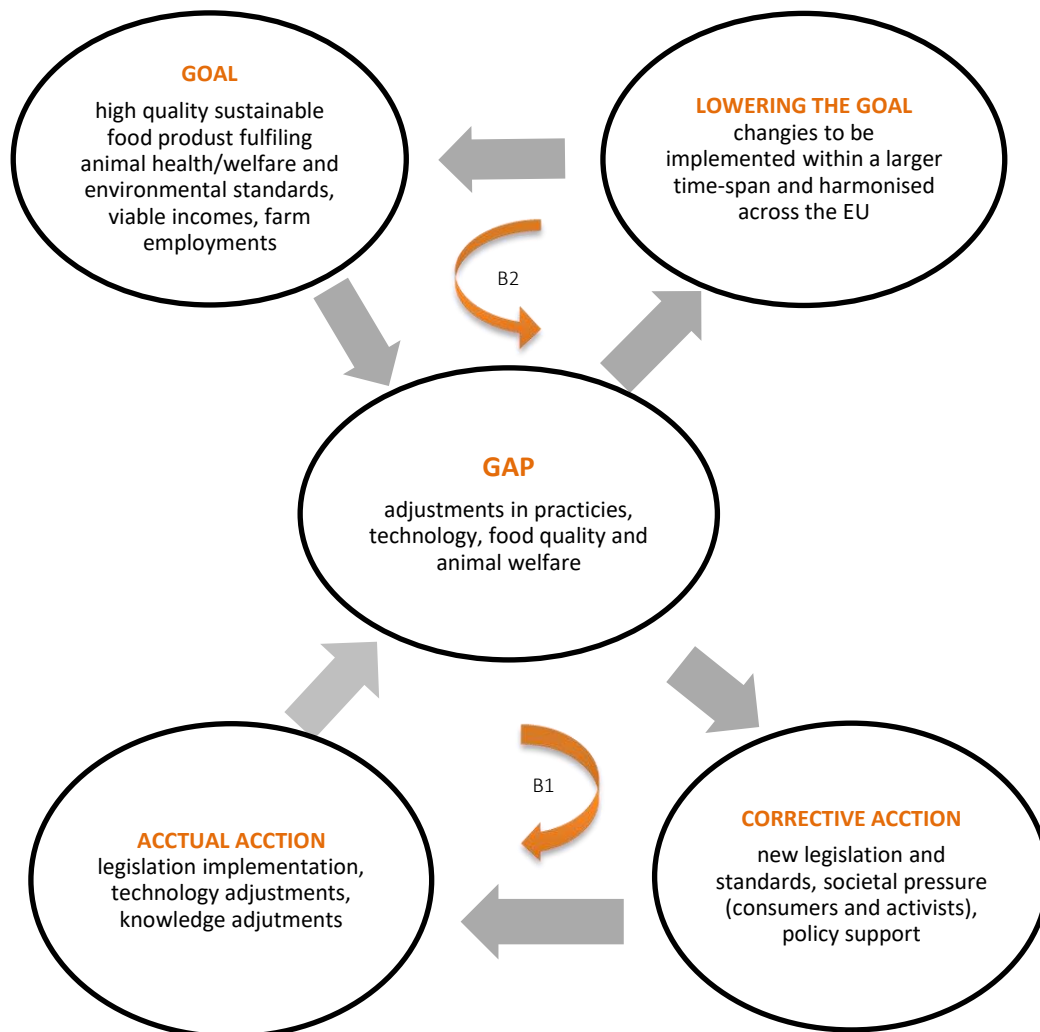 GOAL
high quality sustainable
food product fulfiling
animal health/welfare and
environmental standards,
viable incomes, farm
employments
LOWERING THE GOAL
changies to be
implemented within a larger
time-span and harmonised
across the EU
B2
GAP
adjustments in practicies,
technology, food quality and
animal welfare
B1
ACCTUAL ACCTION
legislation implementation,
technology adjustments,
knowledge adjutments
CORRECTIVE ACCTION
new legislation and
standards, societal pressure
(consumers and activists),
policy support